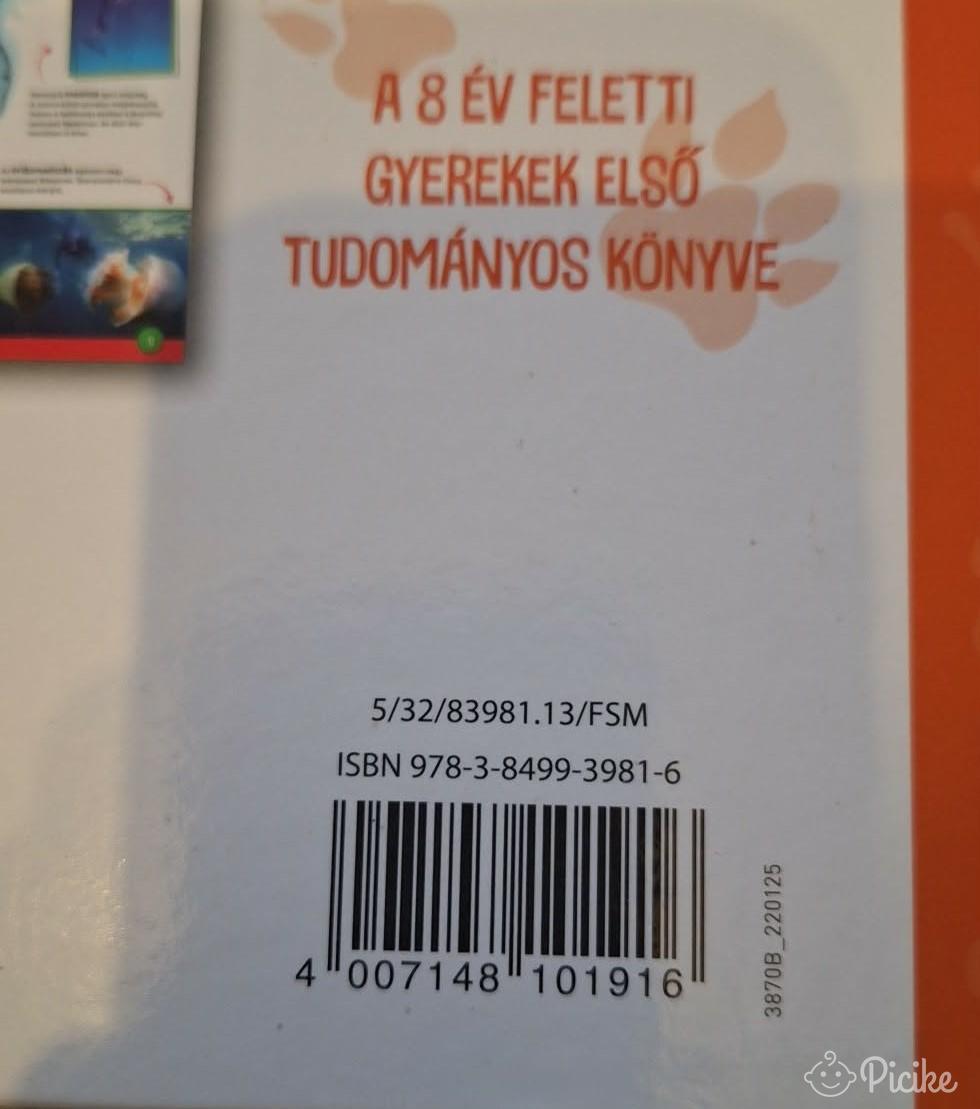 A 8 ÉV FELETTI
GYEREKEK ELSŐ
TUDOMÁNYOS KÖNYVE
5/32/83981.13/FSM
ISBN 978-3-8499-3981-6
4 007148 101916
3870B_220125
Picike